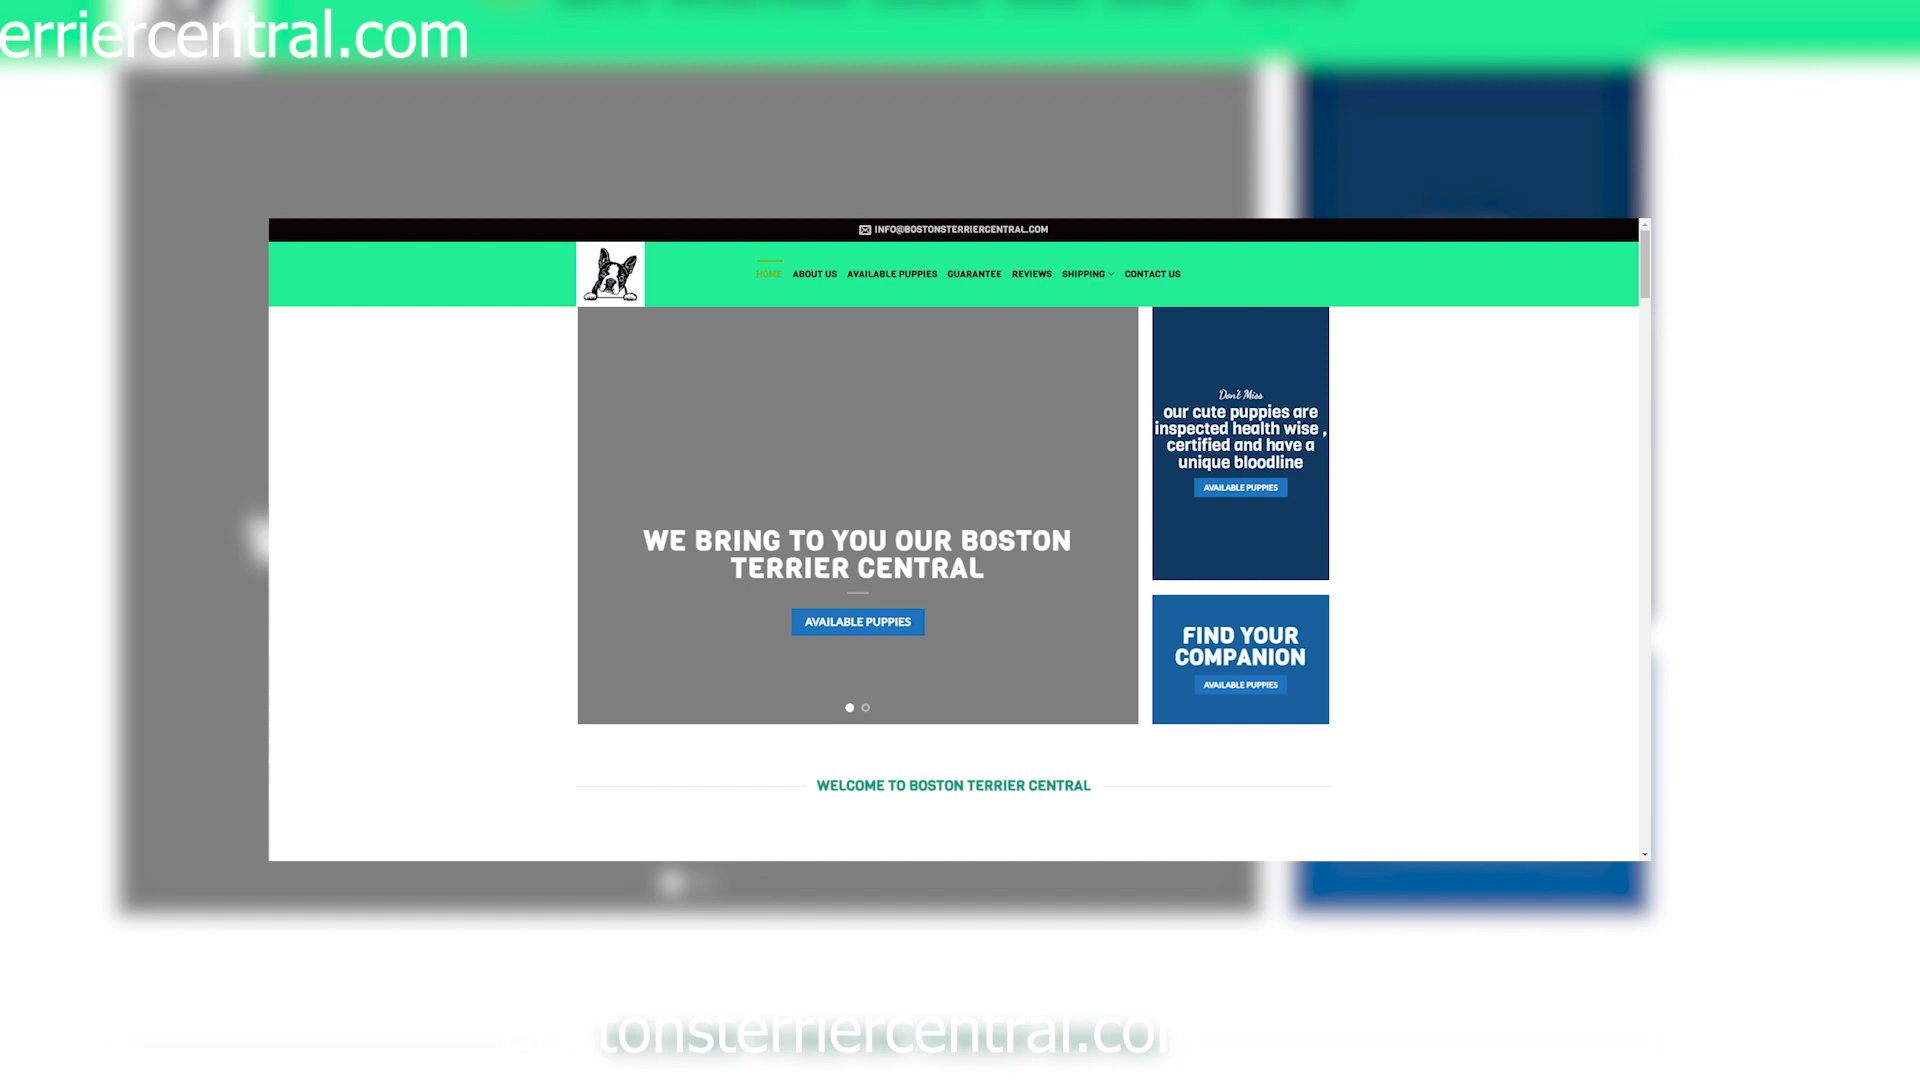 erriercentral.com
INFO@BOSTONSTERRIERCENTRAL.COM
HOME ABOUT US AVAILABLE PUPPIES GUARANTEE REVIEWS SHIPPING CONTACT US
WE BRING TO YOU OUR BOSTON
TERRIER CENTRAL
AVAILABLE PUPPIES
Don't Miss
our cute puppies are
inspected health wise ,
certified and have a
unique bloodline
AVAILABLE PUPPIES
FIND YOUR
COMPANION
AVAILABLE PUPPIES
WELCOME TO BOSTON TERRIER CENTRAL
bostonsterriercentral.com